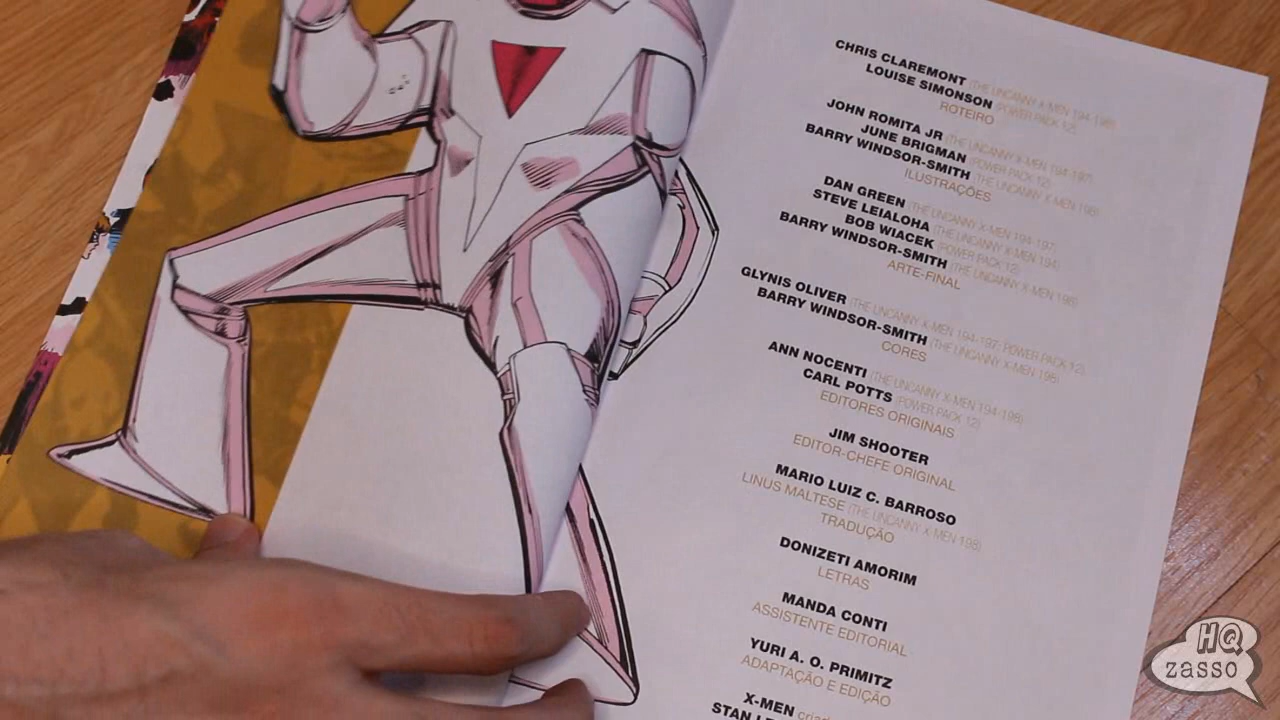 CHRIS CLAREMONT (THE UNCANNY X-MEN 194-198)
LOUISE SIMONSON (POWER PACK 12)
ROTEIRO
JOHN ROMITA JR (THE UNCANNY X-MEN 194-197)
JUNE BRIGMAN (POWER PACK 12)
BARRY WINDSOR-SMITH (THE UNCANNY X-MEN 198)
ILUSTRAÇÕES
DAN GREEN (THE UNCANNY X-MEN 194-197)
STEVE LEIALOHA (THE UNCANNY X-MEN 194)
BOB WIACEK (POWER PACK 12)
BARRY WINDSOR-SMITH (THE UNCANNY X-MEN 198)
ARTE-FINAL
GLYNIS OLIVER (THE UNCANNY X-MEN 194-197; POWER PACK 12)
BARRY WINDSOR-SMITH (THE UNCANNY X-MEN 198)
CORES
ANN NOCENTI (THE UNCANNY X-MEN 194-198)
CARL POTTS (POWER PACK 12)
EDITORES ORIGINAIS
JIM SHOOTER
EDITOR-CHEFE ORIGINAL
MARIO LUIZ C. BARROSO
LINUS MALTESE (THE UNCANNY X-MEN 198)
TRADUÇÃO
DONIZETI AMORIM
LETRAS
MANDA CONTI
ASSISTENTE EDITORIAL
YURI A. O. PRIMITZ
ADAPTAÇÃO E EDIÇÃO
X-MEN criad
STAN LE
HQ
zasso